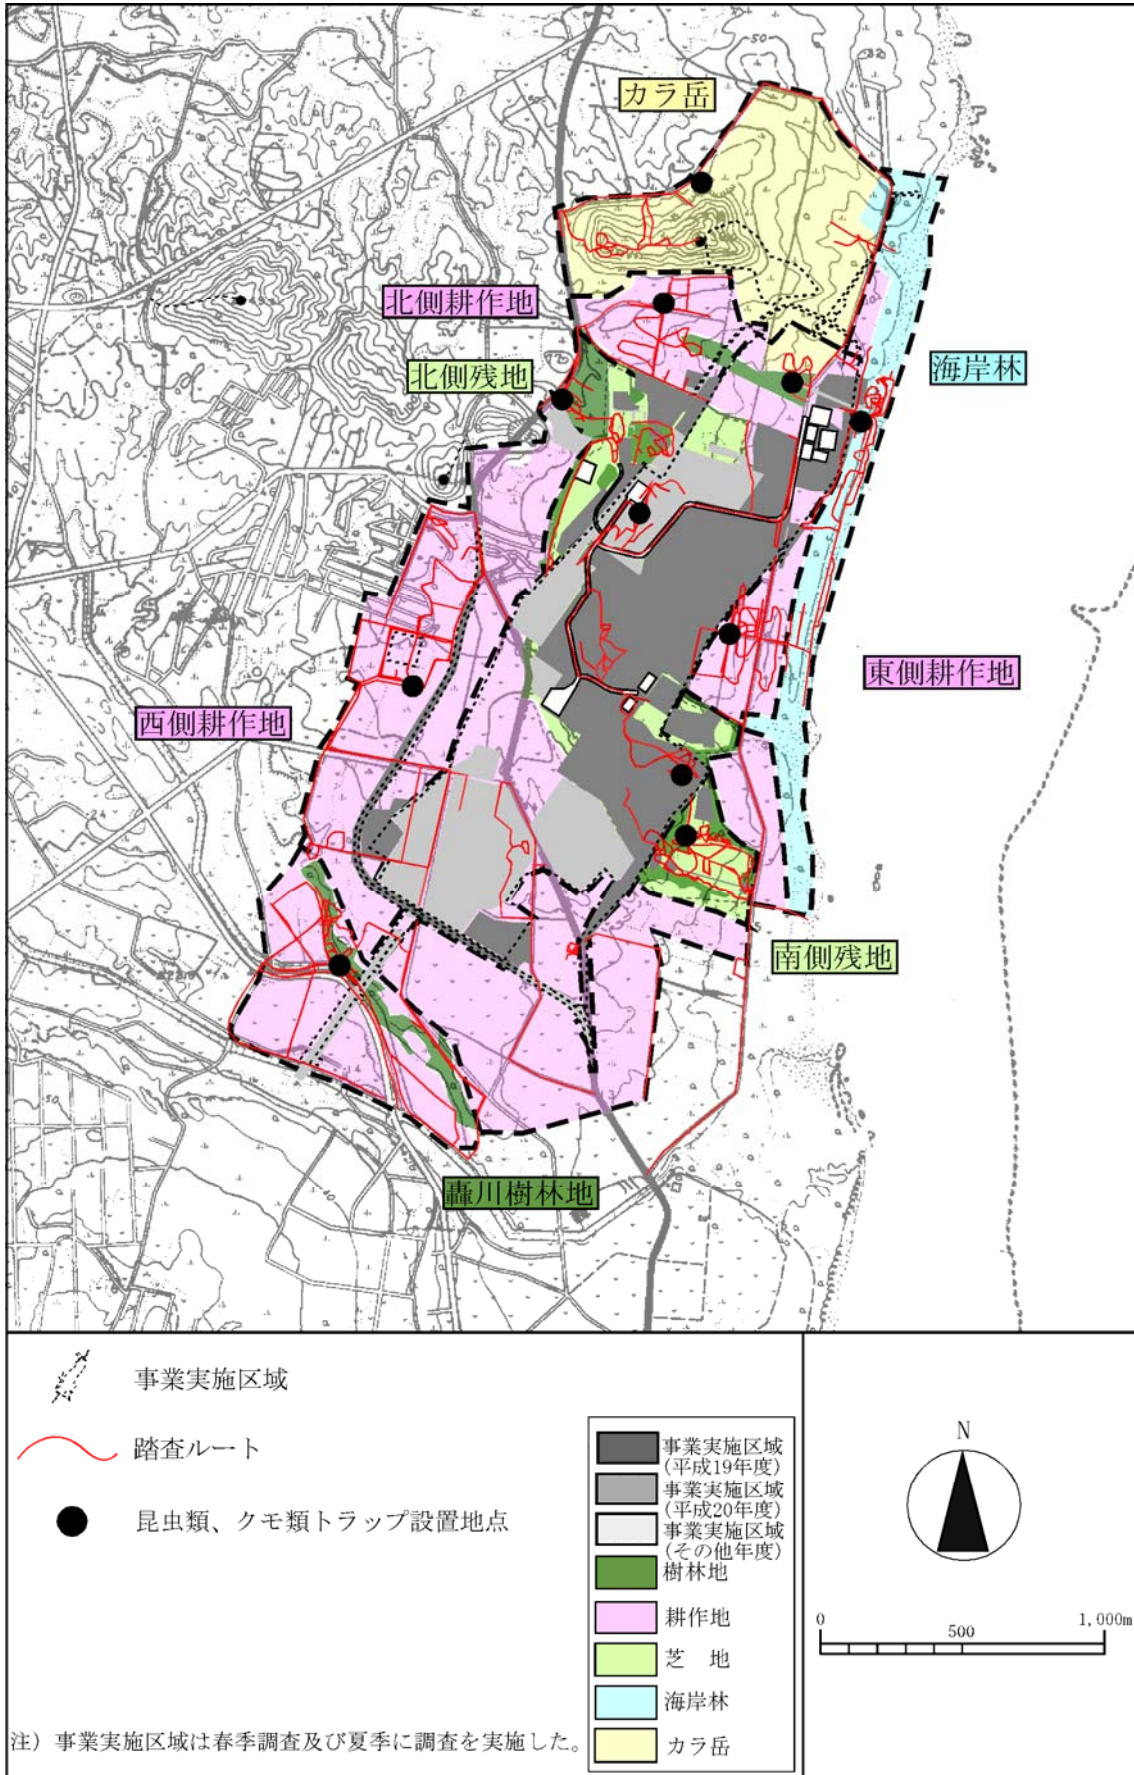 カラ岳
50
北側耕作地
北側残地
海岸林
東側耕作地
西側耕作地
南側残地
轟川樹林地
事業実施区域
踏査ルート
昆虫類、クモ類トラップ設置地点
事業実施区域
(平成19年度)
事業実施区域
(平成20年度)
事業実施区域
(その他年度)
樹林地
耕作地
芝 地
海岸林
カラ岳
N
0
500
1,000m
注）事業実施区域は春季調査及び夏季に調査を実施した。